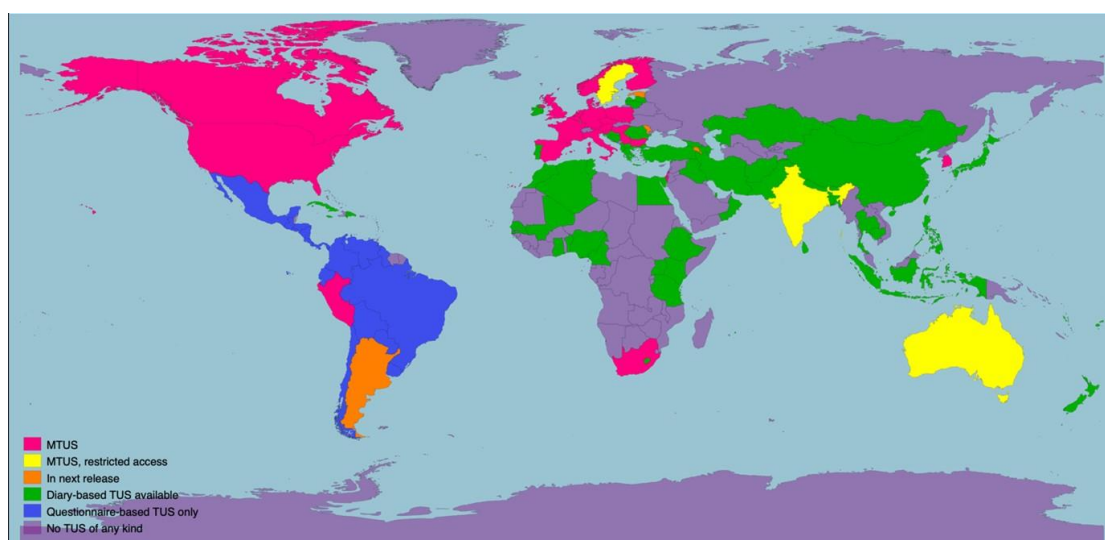 MTUS
MTUS, restricted access
In next release
Diary-based TUS available
Questionnaire-based TUS only
No TUS of any kind